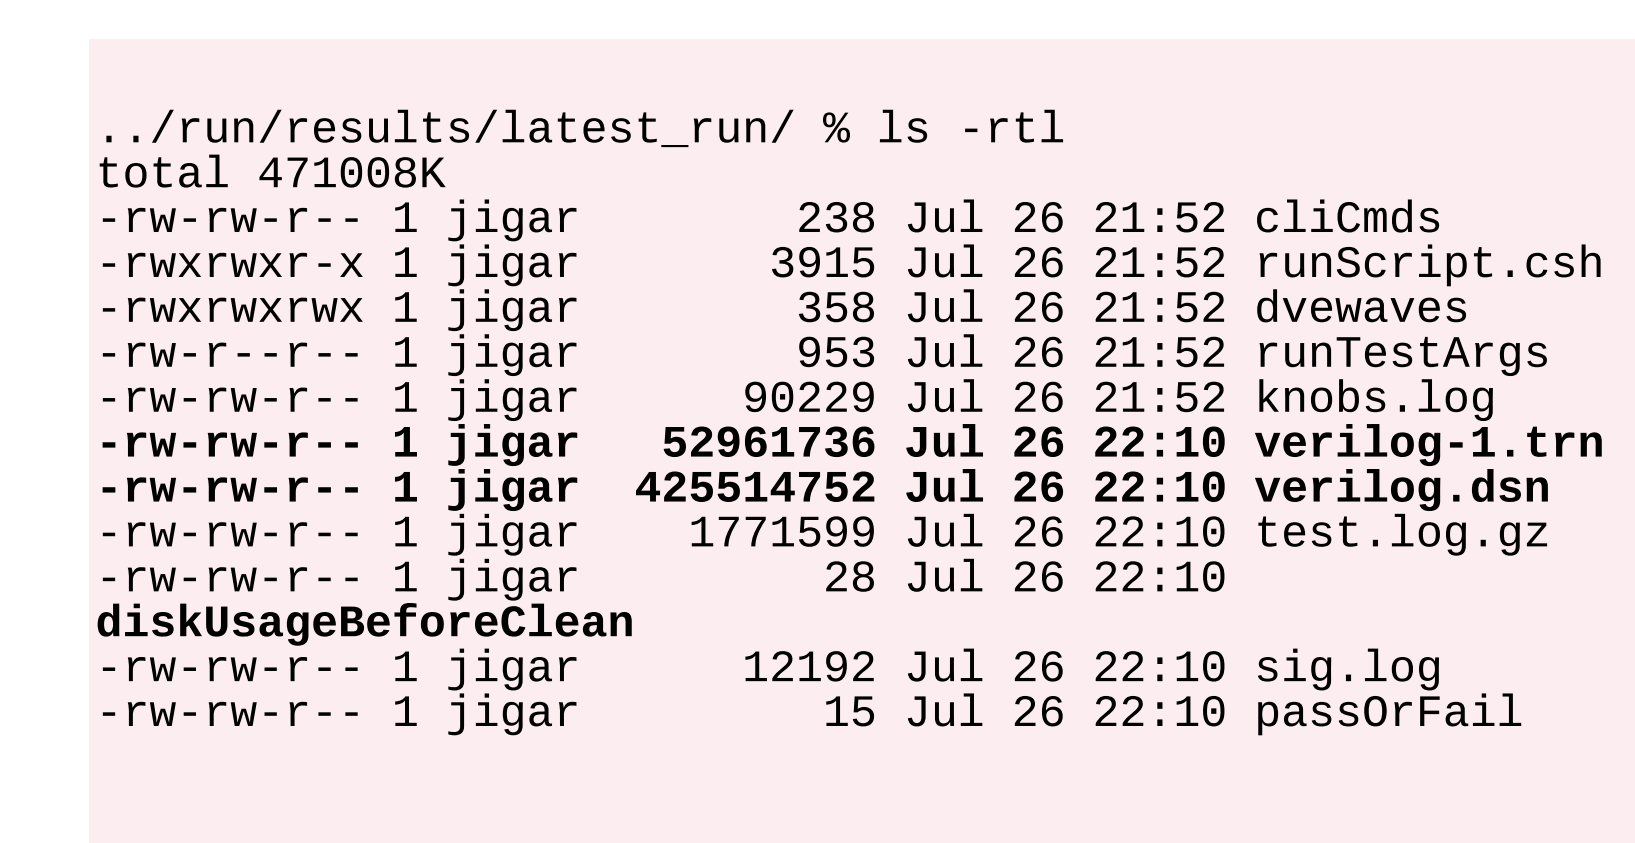 ../run/results/latest_run/ % ls -rtl
total 471008K
-rw-rw-r-- 1 jigar        238 Jul 26 21:52 cliCmds
-rwxrwxr-x 1 jigar       3915 Jul 26 21:52 runScript.csh
-rwxrwxrwx 1 jigar        358 Jul 26 21:52 dvewaves
-rw-r--r-- 1 jigar        953 Jul 26 21:52 runTestArgs
-rw-rw-r-- 1 jigar      90229 Jul 26 21:52 knobs.log
-rw-rw-r-- 1 jigar   52961736 Jul 26 22:10 verilog-1.trn
-rw-rw-r-- 1 jigar  425514752 Jul 26 22:10 verilog.dsn
-rw-rw-r-- 1 jigar    1771599 Jul 26 22:10 test.log.gz
-rw-rw-r-- 1 jigar         28 Jul 26 22:10
diskUsageBeforeClean
-rw-rw-r-- 1 jigar      12192 Jul 26 22:10 sig.log
-rw-rw-r-- 1 jigar         15 Jul 26 22:10 passOrFail